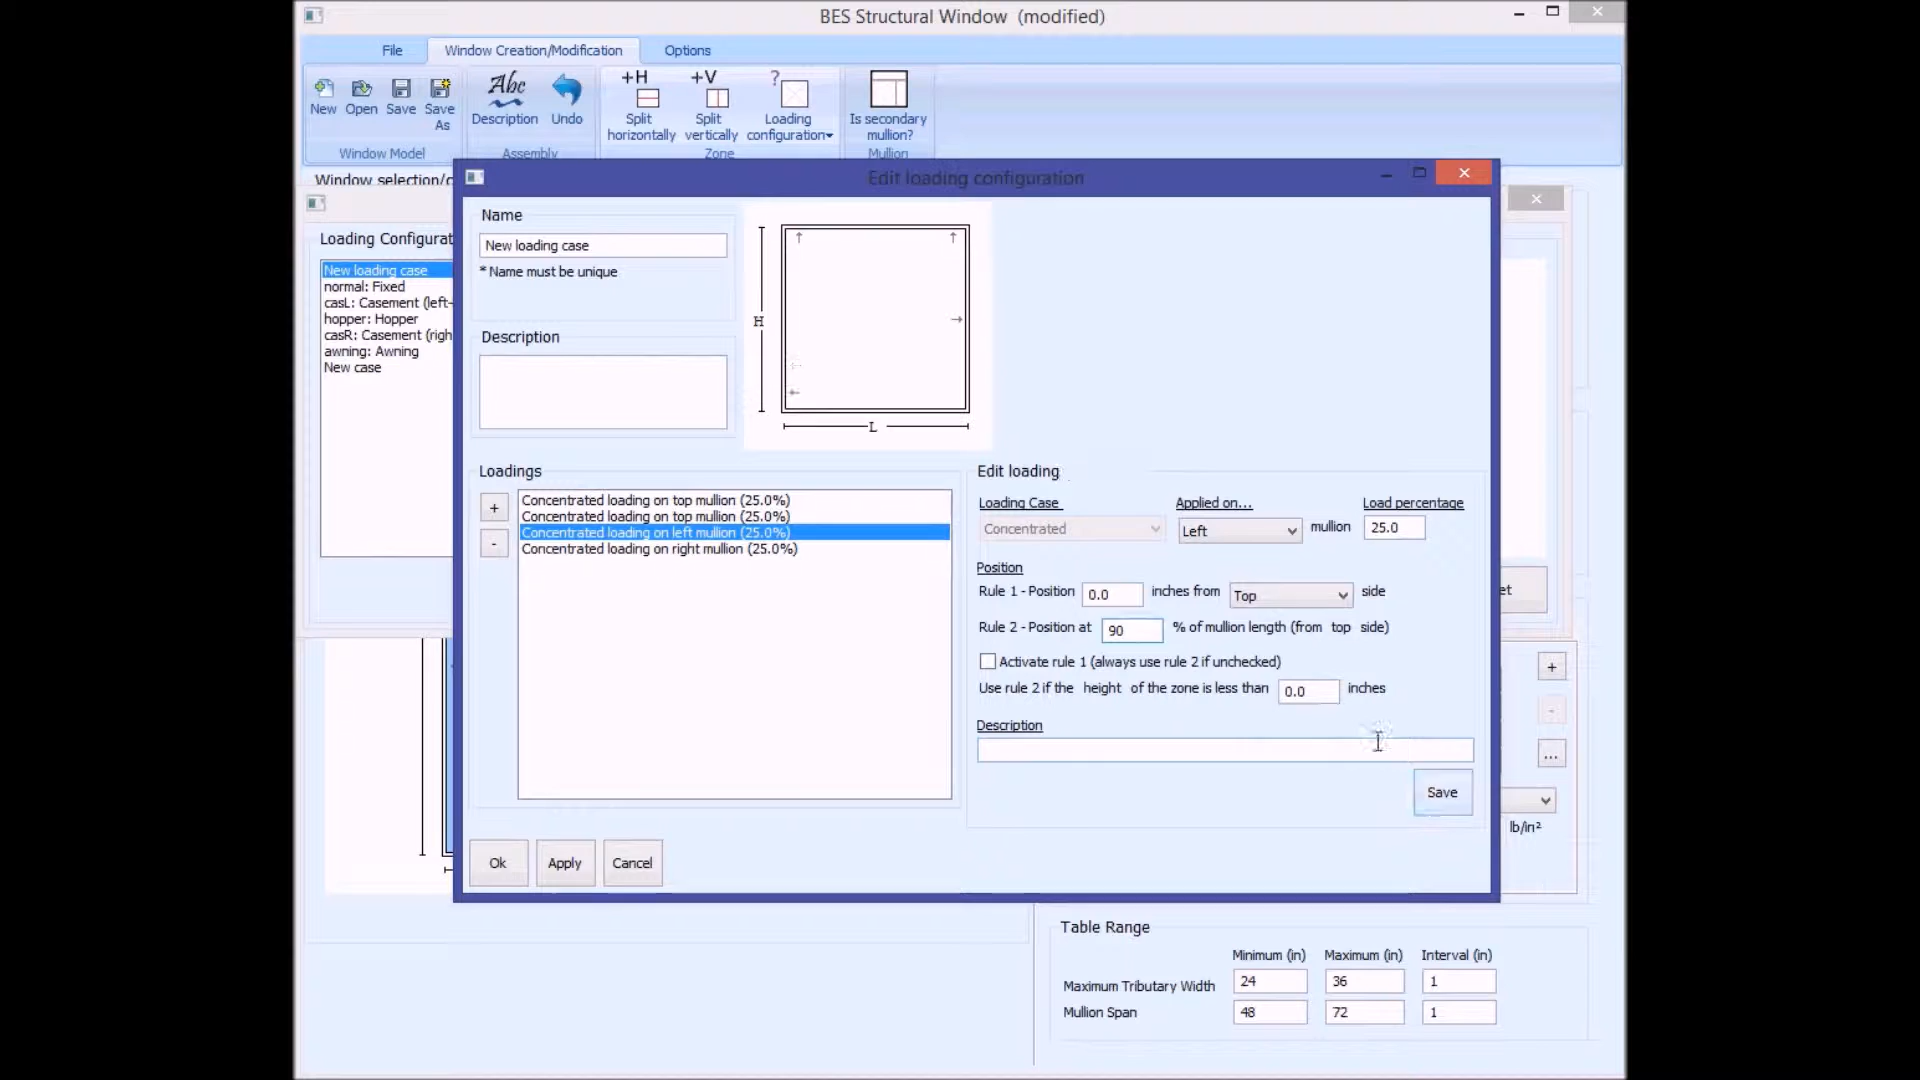 BES Structural Window (modified)
File
Window Creation/Modification
Options
New
Open
Save
Save As
Window Model
Abc
Description
Undo
Assembly
+H
Split horizontally
+V
Split vertically
?
Loading configuration
Zone
Is secondary mullion?
Mullion
Window selection/c
Edit loading configuration
Loading Configurat
New loading case
normal: Fixed
casL: Casement (left-
hopper: Hopper
casR: Casement (righ
awning: Awning
New case
Name
New loading case
* Name must be unique
Description
H
L
Loadings
+
-
Concentrated loading on top mullion (25.0%)
Concentrated loading on top mullion (25.0%)
Concentrated loading on left mullion (25.0%)
Concentrated loading on right mullion (25.0%)
Edit loading
Loading Case
Applied on...
Load percentage
Concentrated
Left
mullion
25.0
Position
Rule 1 - Position 0.0 inches from Top side
Rule 2 - Position at 90 % of mullion length (from top side)
Activate rule 1 (always use rule 2 if unchecked)
Use rule 2 if the height of the zone is less than 0.0 inches
Description
Save
Ok
Apply
Cancel
et
+
-
...
lb/in²
Table Range
Minimum (in) Maximum (in) Interval (in)
Maximum Tributary Width 24 36 1
Mullion Span 48 72 1